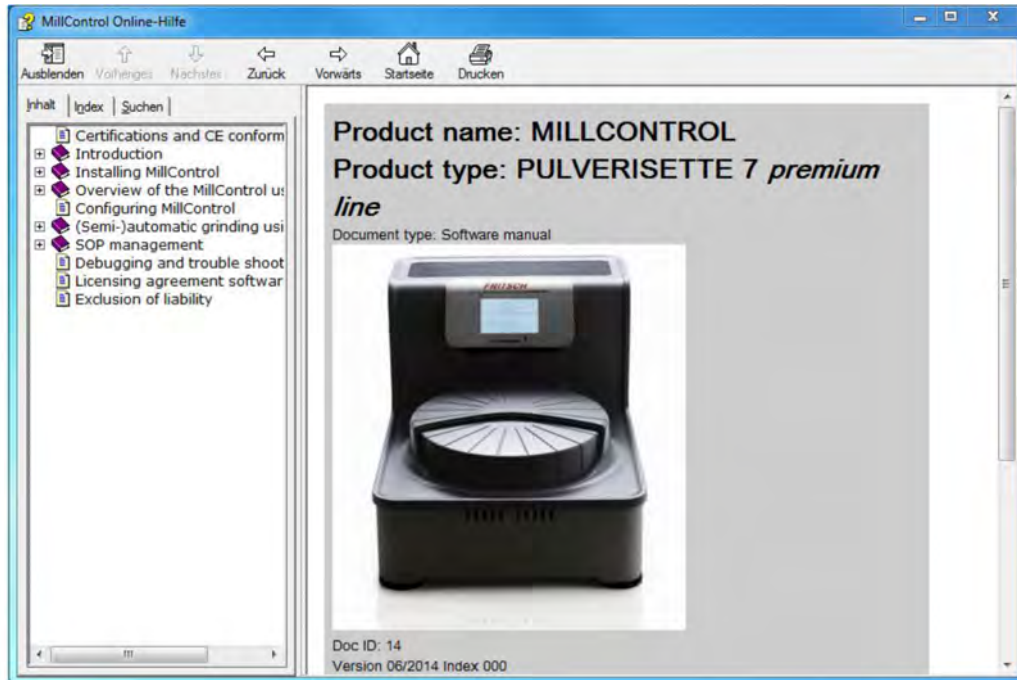 MillControl Online-Hilfe
Ausblenden Vorheriges Nächstes Zurück Vorwärts Startseite Drucken
Inhalt Index Suchen
Certifications and CE conform
Introduction
Installing MillControl
Overview of the MillControl
Configuring MillControl
(Semi-)automatic grinding usi
SOP management
Debugging and trouble shoot
Licensing agreement softwar
Exclusion of liability
Product name: MILLCONTROL
Product type: PULVERISETTE 7 premium
line
Document type: Software manual
FRITSCH
Doc ID: 14
Version 06/2014 Index 000